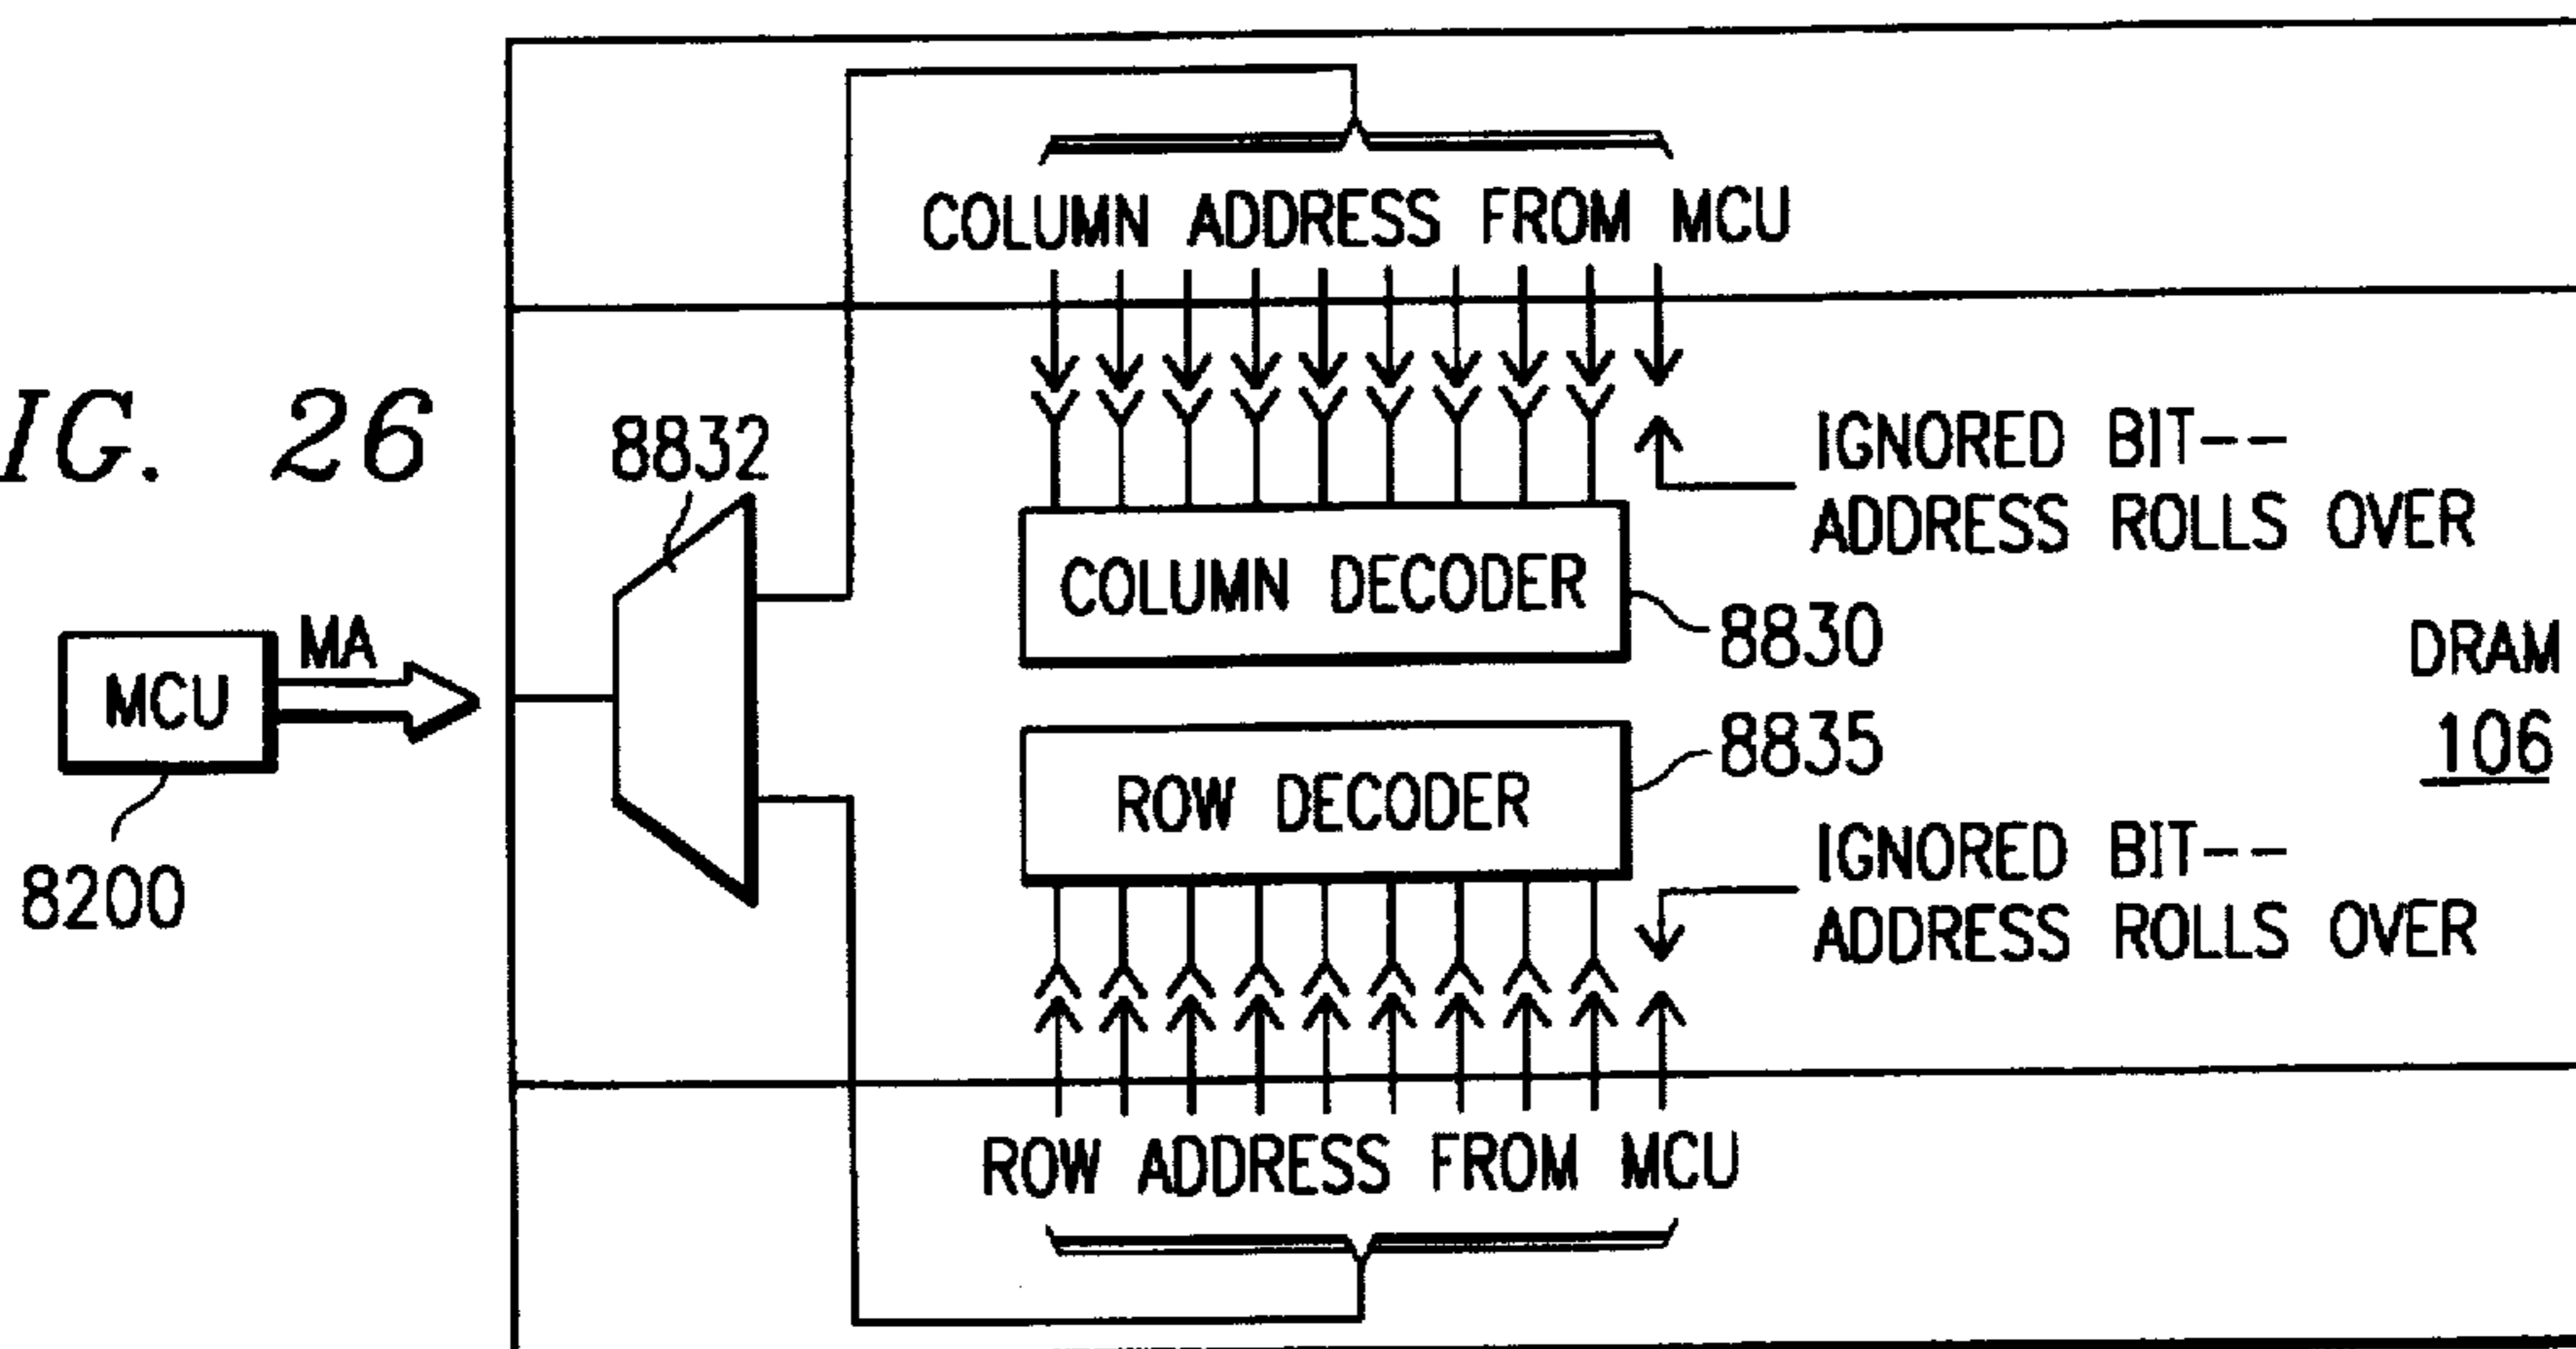 COLUMN ADDRESS FROM MCU
IG. 26
8832
IGNORED BIT--
ADDRESS ROLLS OVER
COLUMN DECODER
8830
MA
MCU
DRAM
106
ROW DECODER
8835
8200
IGNORED BIT--
ADDRESS ROLLS OVER
ROW ADDRESS FROM MCU